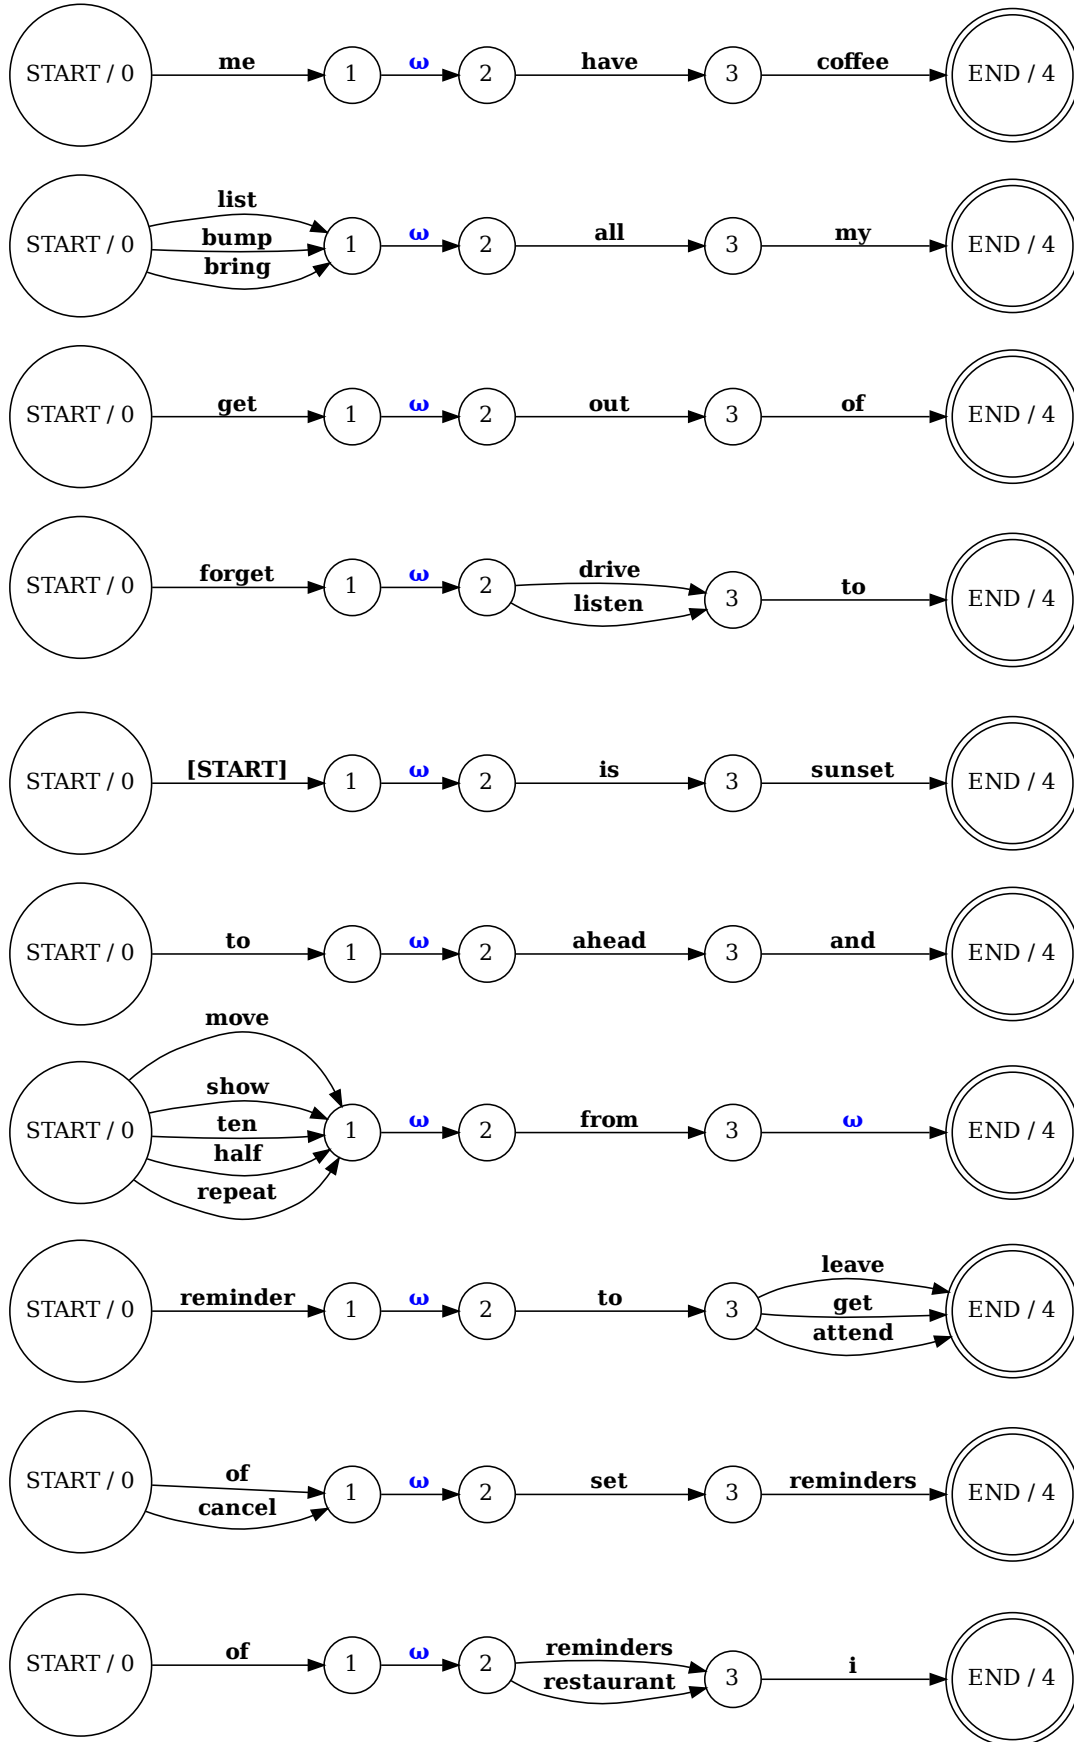 START / 0 me 1 ω 2 have 3 coffee END / 4
list
START / 0 bump 1 ω 2 all 3 my END / 4
bring
START / 0 get 1 ω 2 out 3 of END / 4
START / 0 forget 1 ω 2 drive 3 to END / 4
listen
START / 0 [START] 1 ω 2 is 3 sunset END / 4
START / 0 to 1 ω 2 ahead 3 and END / 4
move
show
START / 0 ten 1 ω 2 from 3 ω END / 4
half
repeat
leave
START / 0 reminder 1 ω 2 to 3 get END / 4
attend
START / 0 of 1 ω 2 set 3 reminders END / 4
cancel
START / 0 of 1 ω 2 reminders 3 i END / 4
restaurant